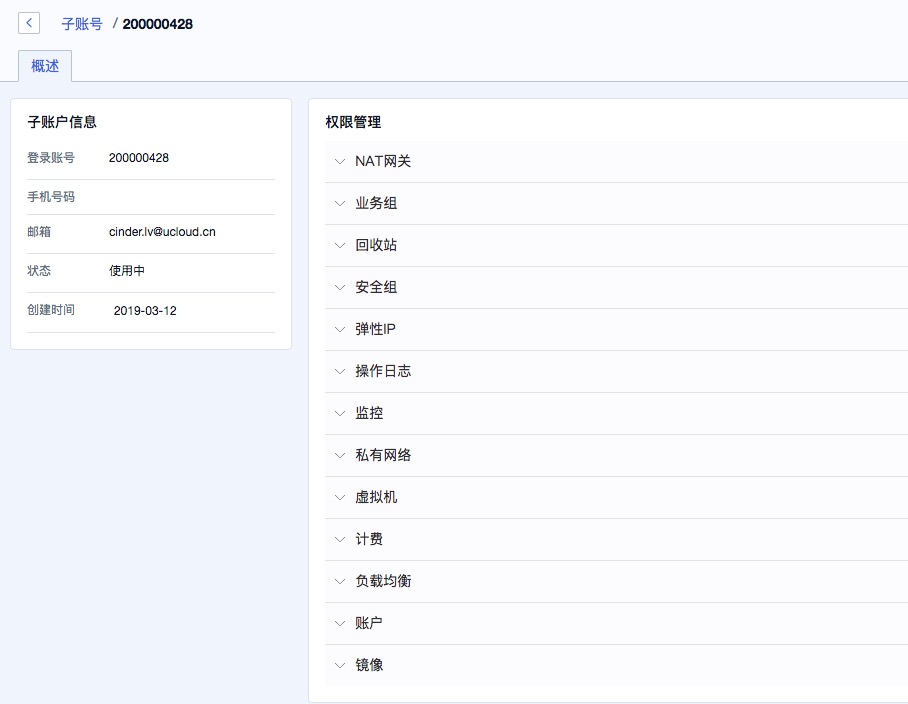 子账号 / 200000428
概述
子账户信息
登录账号 200000428
手机号码
邮箱 cinder.lv@ucloud.cn
状态 使用中
创建时间 2019-03-12
权限管理
NAT网关
业务组
回收站
安全组
弹性IP
操作日志
监控
私有网络
虚拟机
计费
负载均衡
账户
镜像